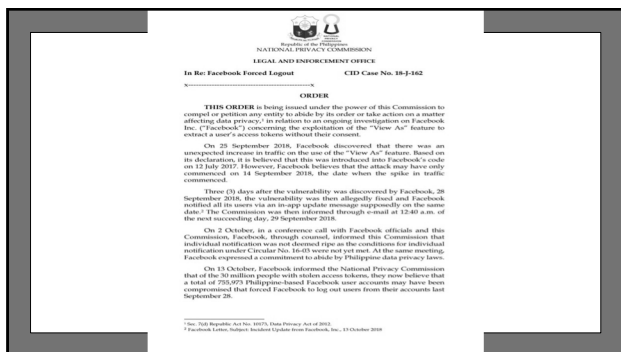 Republic of the Philippines
NATIONAL PRIVACY COMMISSION
LEGAL AND ENFORCEMENT OFFICE
In Re: Facebook Forced Logout CID Case No. 18-J-162
x-----------------------------------------------x
ORDER
THIS ORDER is being issued under the power of this Commission to
compel or petition any entity to abide by its order or take action on a matter
affecting data privacy,¹ in relation to an ongoing investigation on Facebook
Inc. ("Facebook") concerning the exploitation of the "View As" feature to
extract a user's access tokens without their consent.
On 25 September 2018, Facebook discovered that there was an
unexpected increase in traffic on the use of the "View As" feature. Based on
its declaration, it is believed that this was introduced into Facebook's code
on 12 July 2017. However, Facebook believes that the attack may have only
commenced on 14 September 2018, the date when the spike in traffic
commenced.
Three (3) days after the vulnerability was discovered by Facebook, 28
September 2018, the vulnerability was then allegedly fixed and Facebook
notified all its users via an in-app update message supposedly on the same
date.² The Commission was then informed through e-mail at 12:40 a.m. of
the next succeeding day, 29 September 2018.
On 2 October, in a conference call with Facebook officials and this
Commission, Facebook, through counsel, informed this Commission that
individual notification was not deemed ripe as the conditions for individual
notification under Circular No. 16-03 were not yet met. At the same meeting,
Facebook expressed a commitment to abide by Philippine data privacy laws.
On 13 October, Facebook informed the National Privacy Commission
that of the 30 million people with stolen access tokens, they now believe that
a total of 755,973 Philippine-based Facebook user accounts may have been
compromised that forced Facebook to log out users from their accounts last
September 28.
¹ Sec. 7(d) Republic Act No. 10173, Data Privacy Act of 2012
² Facebook Letter, Subject: Incident Update from Facebook, Inc., 13 October 2018